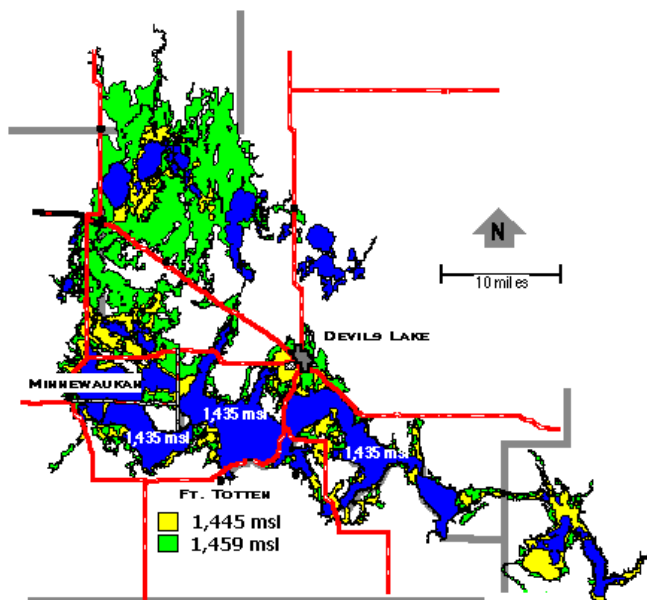 N
10 miles
DEVILS LAKE
MINNEWAUKAN
1,435 msl
1,435 msl
1,435 msl
FT. TOTTEN
1,445 msl
1,459 msl